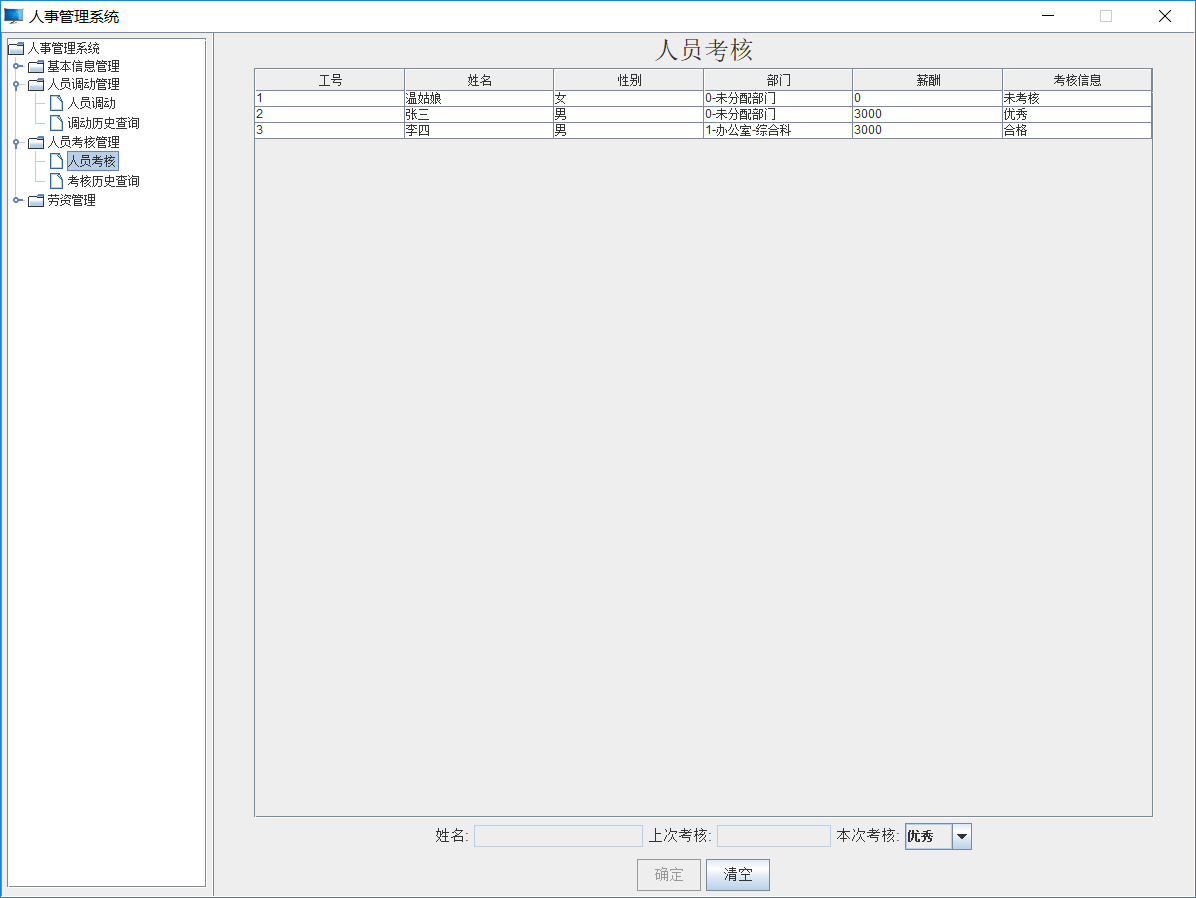 人事管理系统
人事管理系统
基本信息管理
人员调动管理
人员调动
调动历史查询
人员考核管理
人员考核
考核历史查询
劳资管理
人员考核
工号 姓名 性别 部门 薪酬 考核信息
1 温姑娘 女 0-未分配部门 0 未考核
2 张三 男 0-未分配部门 3000 优秀
3 李四 男 1-办公室-综合科 3000 合格
姓名: 上次考核: 本次考核: 优秀
确定 清空